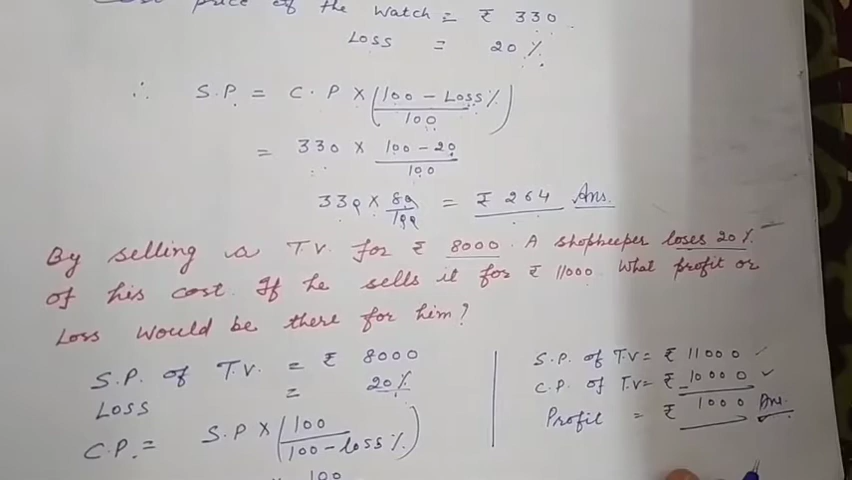 price of the Watch = ₹ 330
Loss = 20 %
∴ S.P = C.P × (100 - Loss% / 100)
= 330 × 100 - 20 / 100
330 × 80 / 100 = ₹ 264 Ans.
By selling a T.V. for ₹ 8000. A shopkeeper loses 20 %
of his cost. If he sells it for ₹ 11000. What profit or
Loss would be there for him?
S.P. of T.V. = ₹ 8000
Loss = 20 %
C.P. = S.P × (100 / 100 - loss %)
100
S.P. of T.V = ₹ 11000
C.P. of T.V = ₹ 10000
Profit = ₹ 1000 Ans.